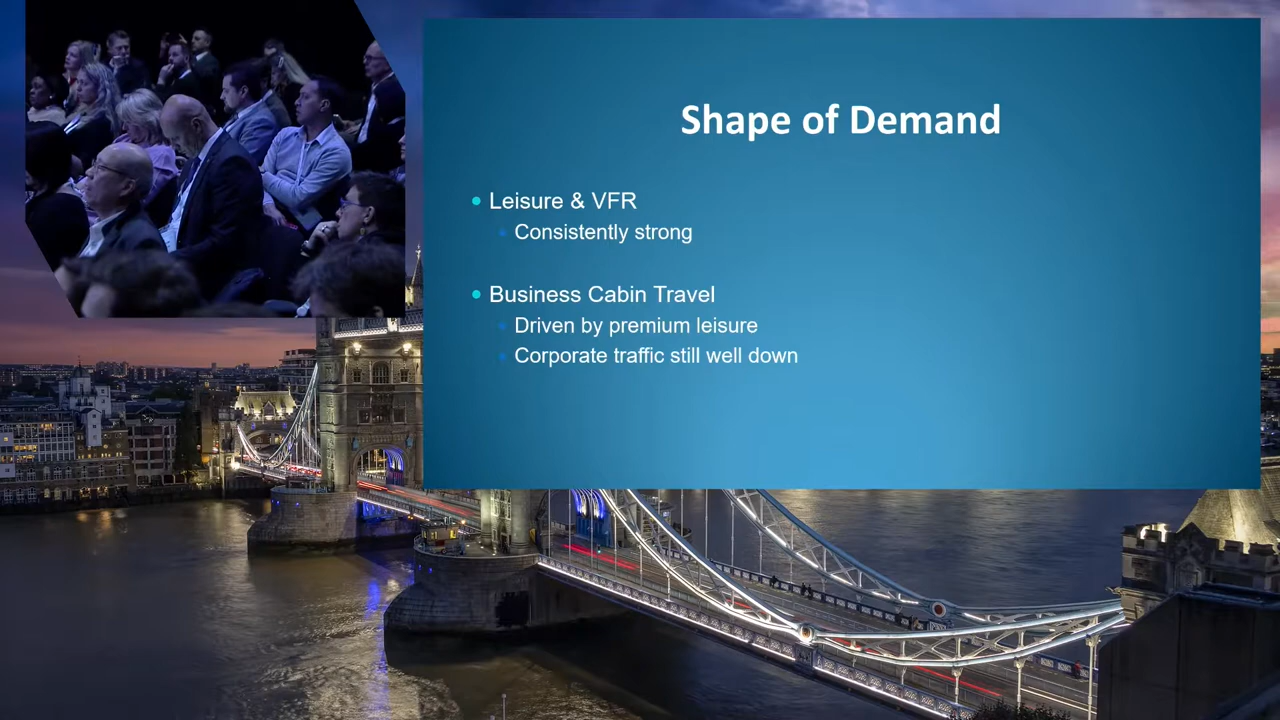 Shape of Demand
Leisure & VFR
Consistently strong
Business Cabin Travel
Driven by premium leisure
Corporate traffic still well down